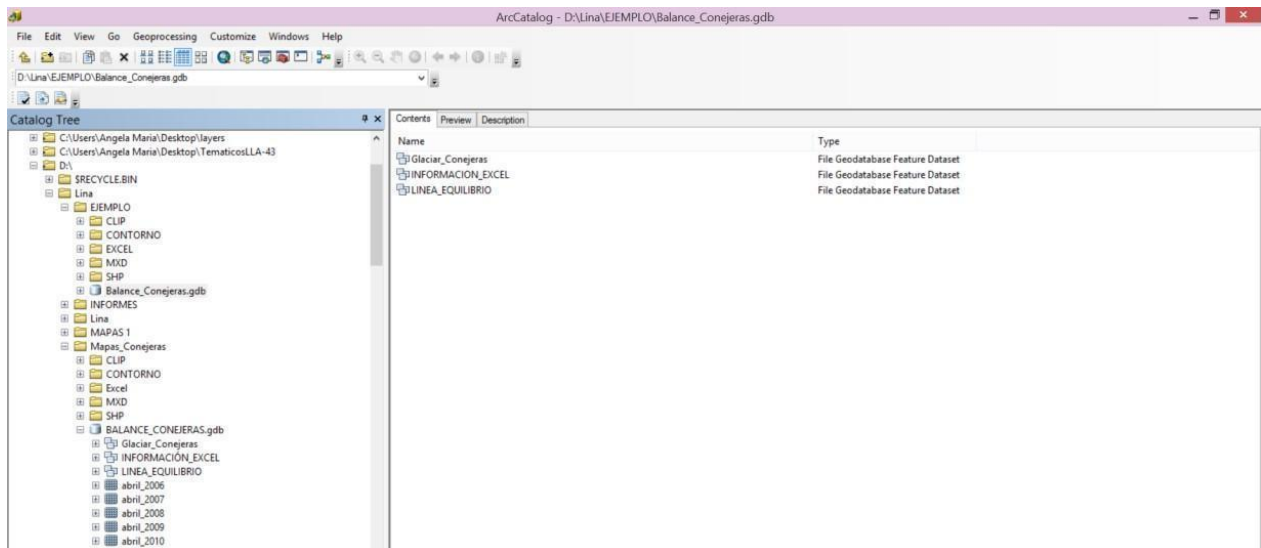 ArcCatalog - D:\Lina\EJEMPLO\Balance_Conejeras.gdb
File Edit View Go Geoprocessing Customize Windows Help
D:\Lina\EJEMPLO\Balance_Conejeras.gdb
Catalog Tree
C:\Users\Angela Maria\Desktop\layers
C:\Users\Angela Maria\Desktop\TematicosLLA-43
D:\
$RECYCLE.BIN
Lina
EJEMPLO
CLIP
CONTORNO
EXCEL
MXD
SHP
Balance_Conejeras.gdb
INFORMES
Lina
MAPAS 1
Mapas_Conejeras
CLIP
CONTORNO
Excel
MXD
SHP
BALANCE_CONEJERAS.gdb
Glaciar_Conejeras
INFORMACIÓN_EXCEL
LINEA_EQUILIBRIO
abril_2006
abril_2007
abril_2008
abril_2009
abril_2010
Contents Preview Description
Name Type
Glaciar_Conejeras File Geodatabase Feature Dataset
INFORMACION_EXCEL File Geodatabase Feature Dataset
LINEA_EQUILIBRIO File Geodatabase Feature Dataset